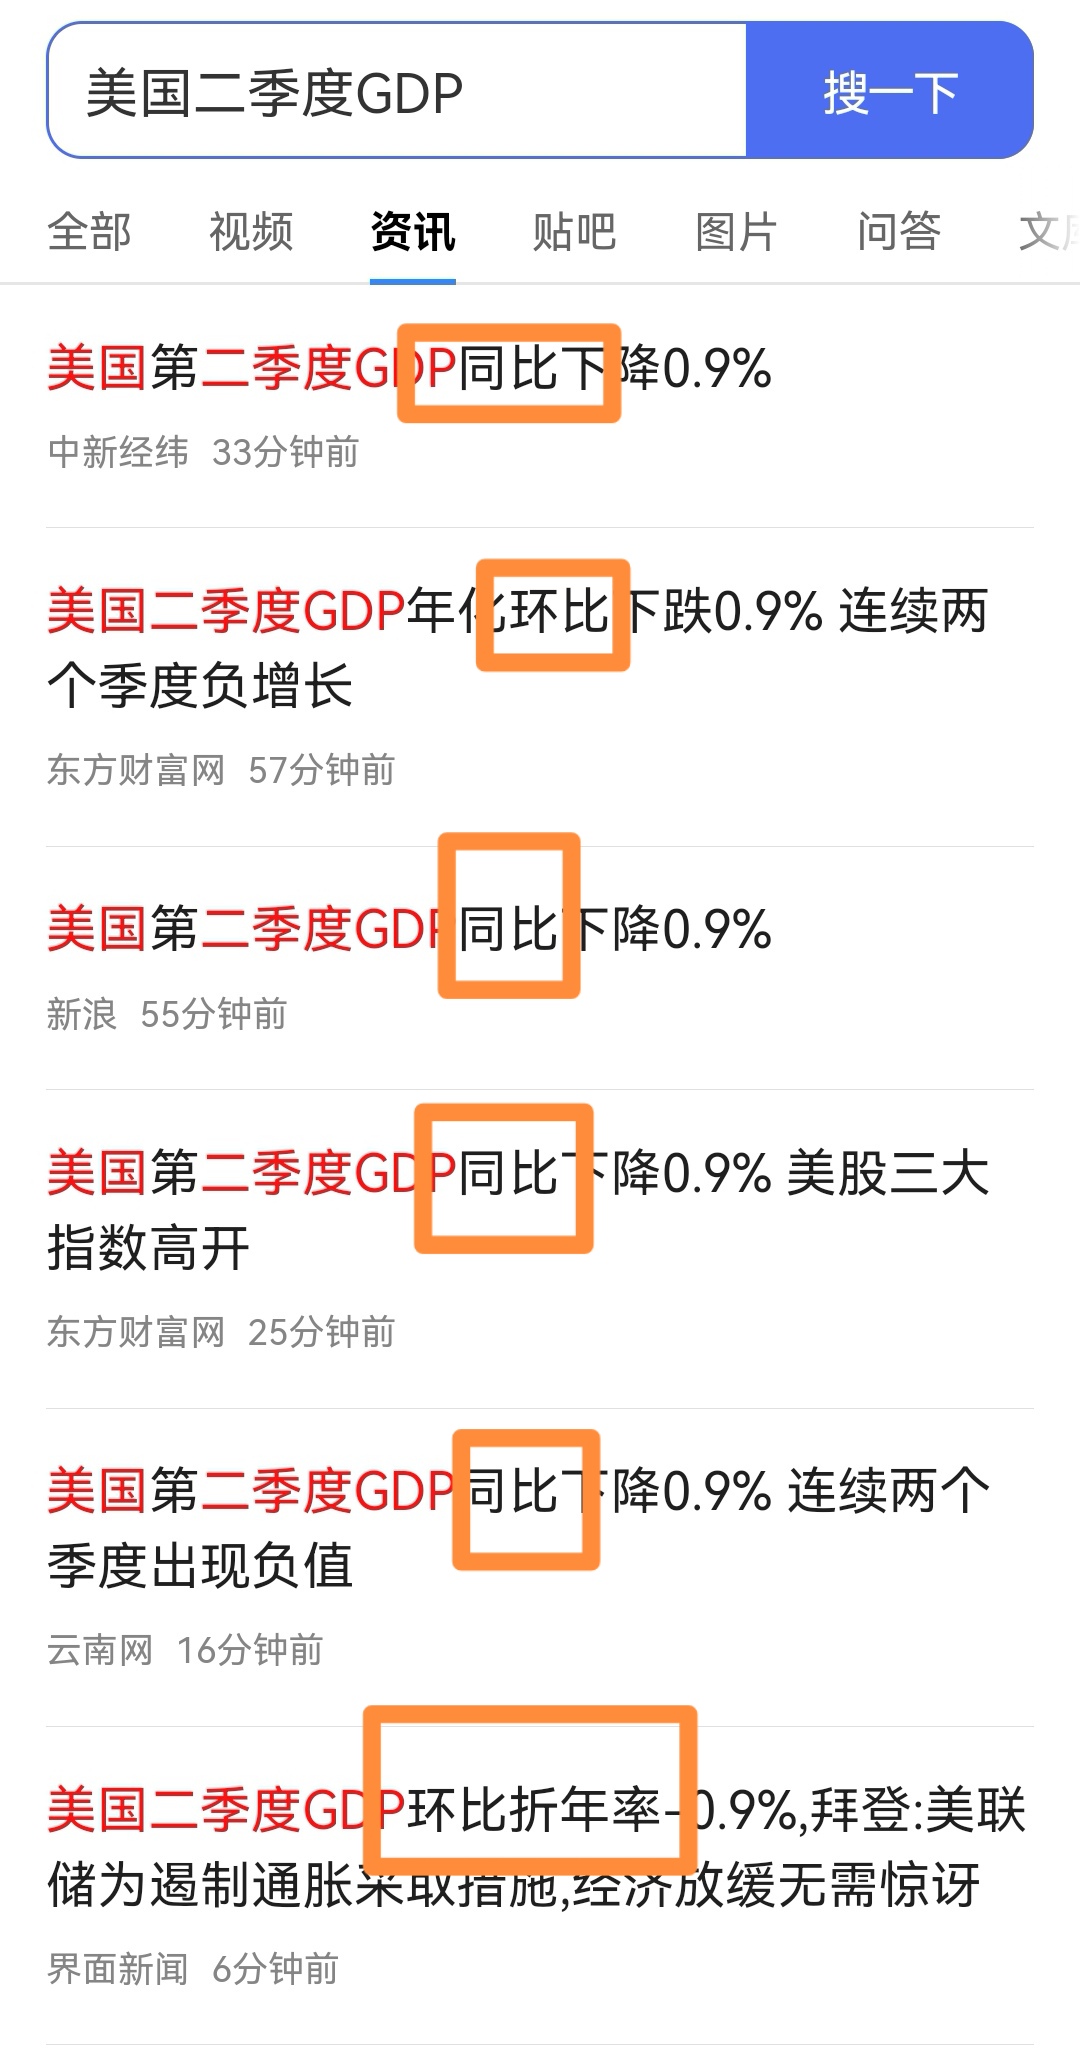 美国二季度GDP 搜一下
全部 视频 资讯 贴吧 图片 问答 文库
美国第二季度GDP同比下降0.9%
中新经纬 33分钟前
美国二季度GDP年化环比下跌0.9% 连续两
个季度负增长
东方财富网 57分钟前
美国第二季度GDP同比下降0.9%
新浪 55分钟前
美国第二季度GDP同比下降0.9% 美股三大
指数高开
东方财富网 25分钟前
美国第二季度GDP同比下降0.9% 连续两个
季度出现负值
云南网 16分钟前
美国二季度GDP环比折年率-0.9%,拜登:美联
储为遏制通胀采取措施,经济放缓无需惊讶
界面新闻 6分钟前